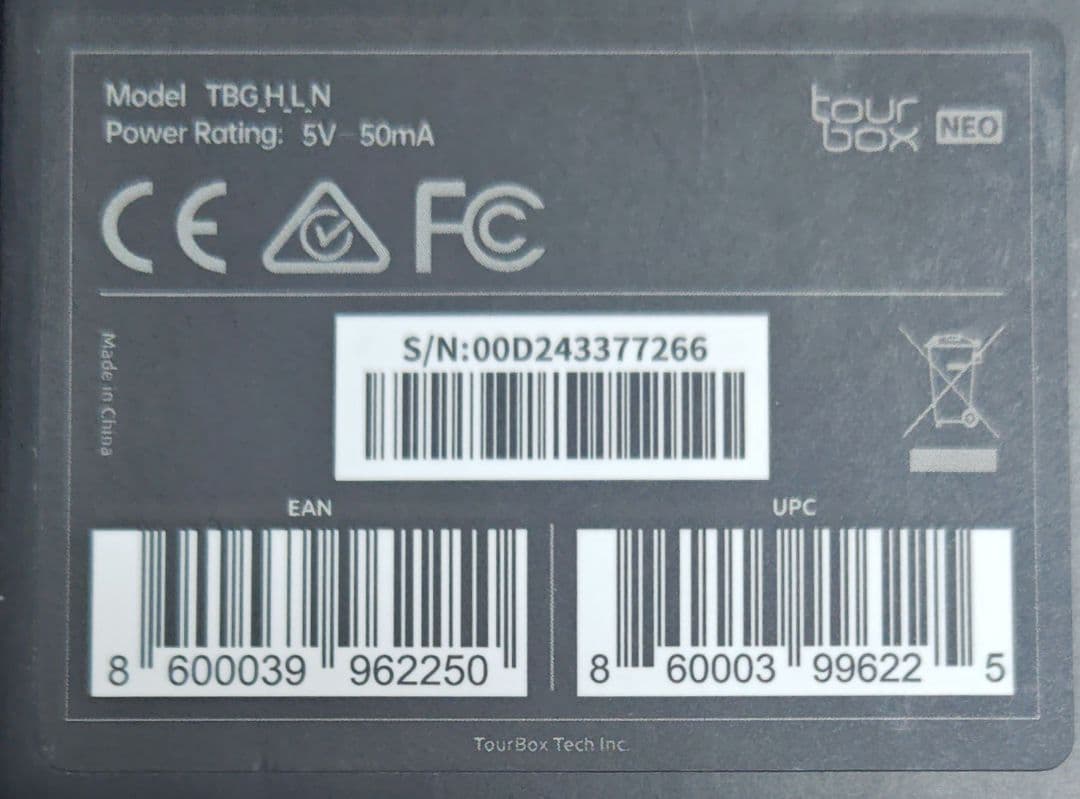 Model TBG_H_L_N
Power Rating: 5V 50mA
tour
box NEO
CE FC
Made in China
S/N:00D243377266
EAN
8 600039 962250
UPC
8 60003 99622 5
TourBox Tech Inc.